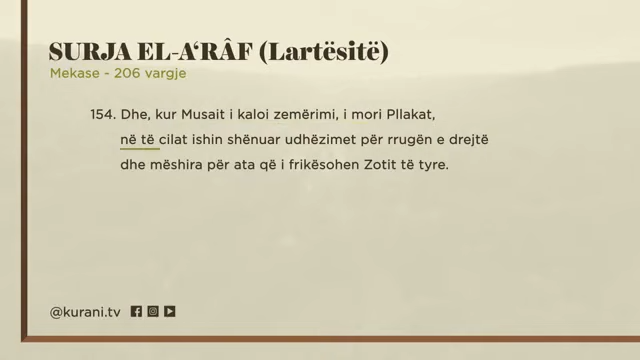 SURJA EL-A‘RÂF (Lartësitë)
Mekase - 206 vargje
154. Dhe, kur Musait i kaloi zemërimi, i mori Pllakat,
në të cilat ishin shënuar udhëzimet për rrugën e drejtë
dhe mëshira për ata që i frikësohen Zotit të tyre.
@kurani.tv